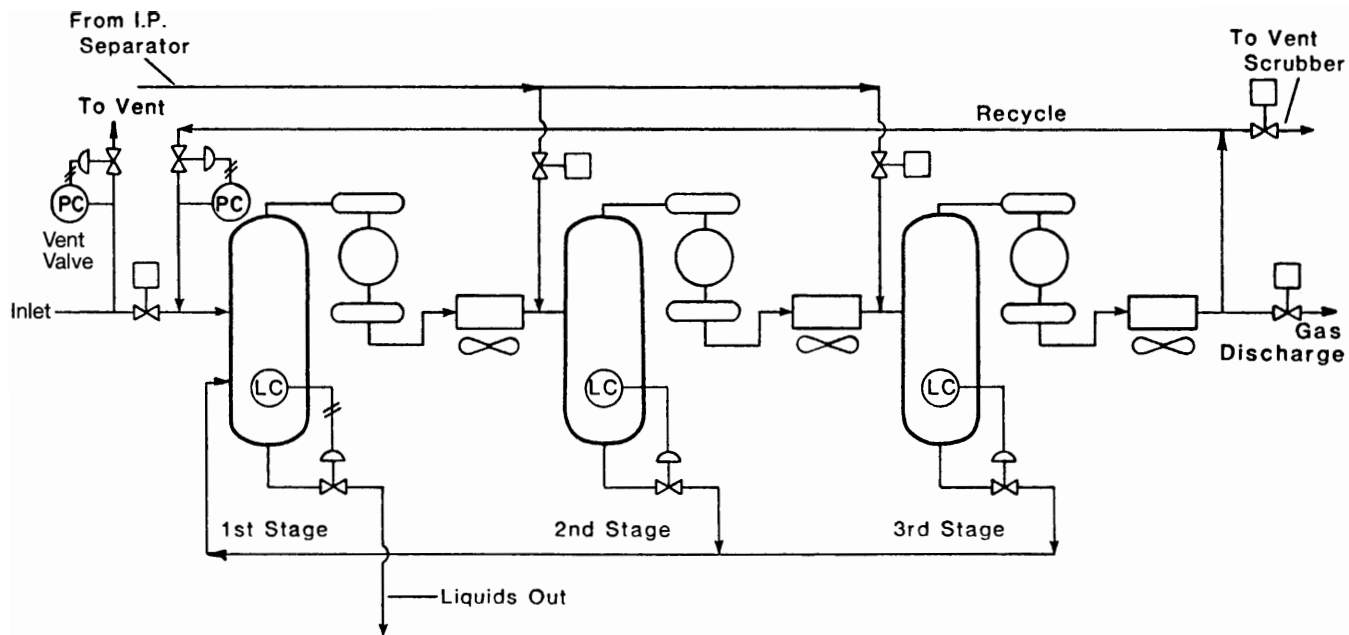 From I.P.
Separator
To Vent
Scrubber
To Vent
Recycle
PC
PC
Vent
Valve
Inlet
Gas
Discharge
LC
LC
LC
1st Stage
2nd Stage
3rd Stage
Liquids Out